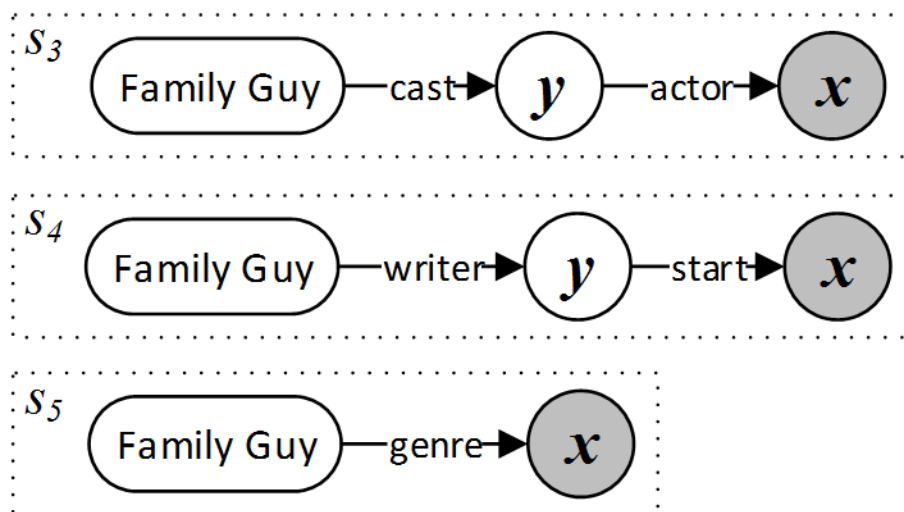 s3
Family Guy cast y actor x
s4
Family Guy writer y start x
s5
Family Guy genre x